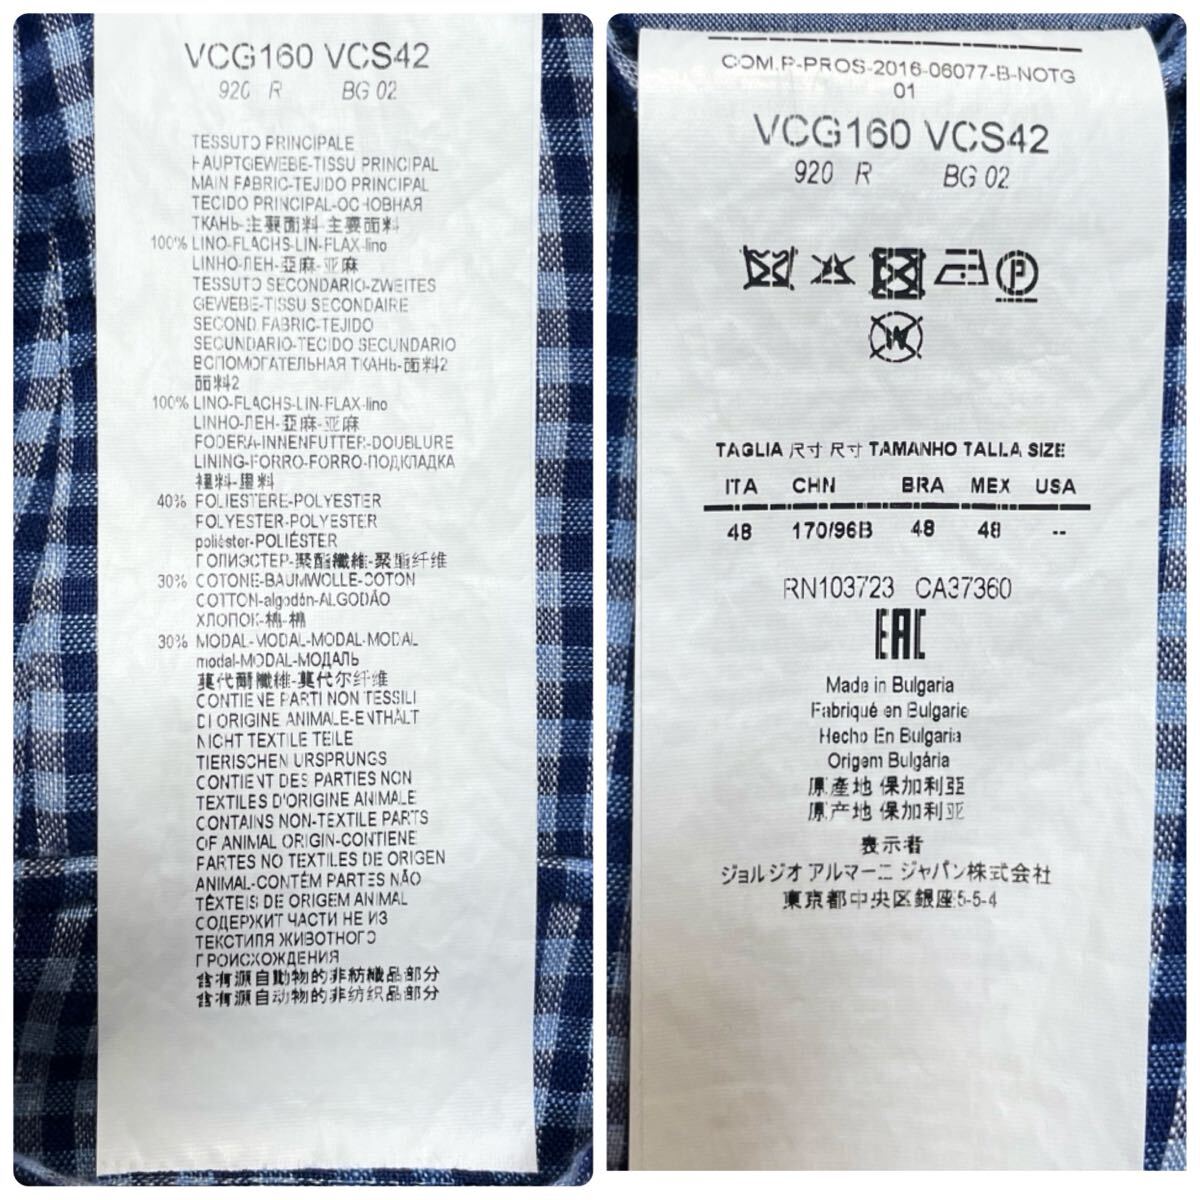 VCG160 VCS42
920 R BG 02
TESSUTO PRINCIPALE
HAUPTGEWEBE-TISSU PRINCIPAL
MAIN FABRIC-TEJIDO PRINCIPAL
TECIDO PRINCIPAL-ОСНОВНАЯ
ТКАНЬ-主要面料-主要面料
100% LINO-FLACHS-LIN-FLAX-lino
LINHO-ЛЕН-亞麻-亚麻
TESSUTO SECONDARIO-ZWEITES
GEWEBE-TISSU SECONDAIRE
SECOND FABRIC-TEJIDO
SECUNDARIO-TECIDO SECUNDARIO
ВСПОМОГАТЕЛЬНАЯ ТКАНЬ-面料2
面料2
100% LINO-FLACHS-LIN-FLAX-lino
LINHO-ЛЕН-亞麻-亚麻
FODERA-INNENFUTTER-DOUBLURE
LINING-FORRO-FORRO-ПОДКЛАДКА
裡料-里料
40% POLIESTERE-POLYESTER
POLYESTER-POLYESTER
poliéster-POLIÉSTER
ПОЛИЭСТЕР-聚酯纖維-聚酯纤维
30% COTONE-BAUMWOLLE-COTON
COTTON-algodón-ALGODÃO
ХЛОПОК-棉-棉
30% MODAL-MODAL-MODAL-MODAL
modal-MODAL-МОДАЛЬ
莫代爾纖維-莫代尔纤维
CONTIENE PARTI NON TESSILI
DI ORIGINE ANIMALE-ENTHÄLT
NICHT TEXTILE TEILE
TIERISCHEN URSPRUNGS
CONTIENT DES PARTIES NON
TEXTILES D'ORIGINE ANIMALE
CONTAINS NON-TEXTILE PARTS
OF ANIMAL ORIGIN-CONTIENE
PARTES NO TEXTILES DE ORIGEN
ANIMAL-CONTÉM PARTES NÃO
TÊXTEIS DE ORIGEM ANIMAL
СОДЕРЖИТ ЧАСТИ НЕ ИЗ
ТЕКСТИЛЯ ЖИВОТНОГО
ПРОИСХОЖДЕНИЯ
含有源自動物的非紡織品部分
含有源自动物的非纺织品部分
COM.P-PROS-2016-06077-B-NOTG
01
VCG160 VCS42
920 R BG 02
P
W
TAGLIA 尺寸 尺寸 TAMANHO TALLA SIZE
ITA CHN BRA MEX USA
48 170/96B 48 48 --
RN103723 CA37360
EAC
Made in Bulgaria
Fabriqué en Bulgarie
Hecho En Bulgaria
Origem Bulgária
原產地 保加利亞
原产地 保加利亚
表示者
ジョルジオ アルマーニ ジャパン株式会社
東京都中央区銀座5-5-4